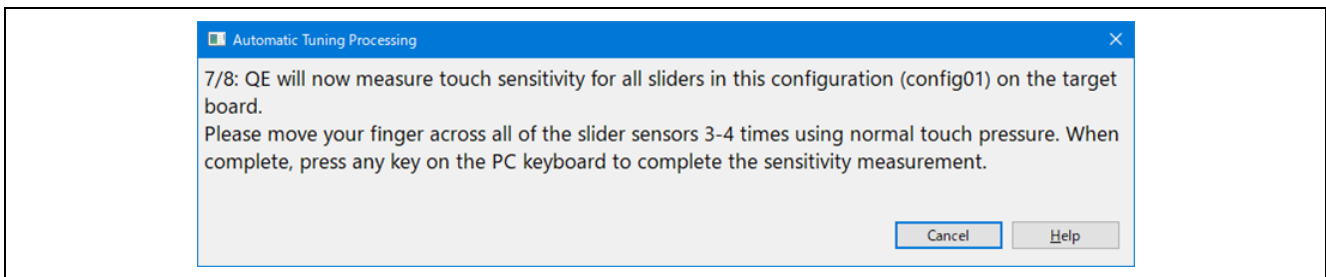 Automatic Tuning Processing
7/8: QE will now measure touch sensitivity for all sliders in this configuration (config01) on the target
board.
Please move your finger across all of the slider sensors 3-4 times using normal touch pressure. When
complete, press any key on the PC keyboard to complete the sensitivity measurement.
Cancel Help